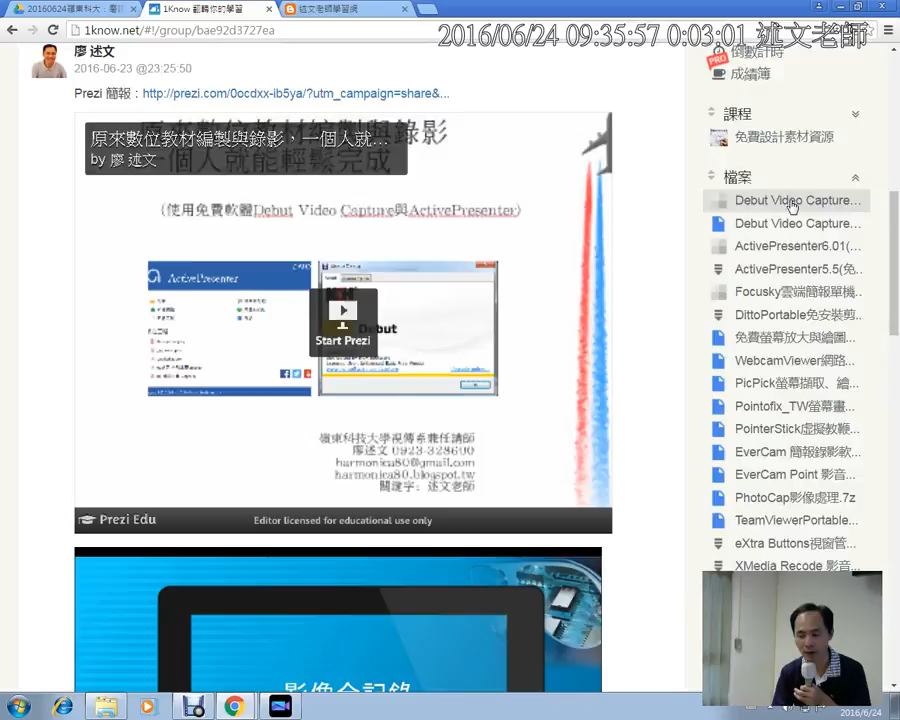 20160624羅東科大：
1Know 翻轉你的學習
述文老師學習網
1know.net/#!/group/bae92d3727ea
2016/06/24 09:35:57 0:03:01 述文老師
廖 述文
2016-06-23 @23:25:50
Prezi 簡報：http://prezi.com/0ocdxx-ib5ya/?utm_campaign=share&...
原來數位教材編製與錄影，一個人就...
by 廖 述文
一個人就能輕鬆完成
(使用免費軟體Debut Video Capture與ActivePresenter)
ActivePresenter
Debut
Start Prezi
嶺東科技大學視傳系兼任講師
廖述文 0923-328600
harmonica80@gmail.com
harmonica80.blogspot.tw
關鍵字：述文老師
Prezi Edu
Editor licensed for educational use only
影像全記錄
PRO
倒數計時
成績簿
課程
免費設計素材資源
檔案
Debut Video Capture...
Debut Video Capture...
ActivePresenter6.01(...
ActivePresenter5.5(免...
Focusky雲端簡報單機..
DittoPortable免安裝剪..
免費螢幕放大與繪圖...
WebcamViewer網路...
PicPick螢幕擷取、繪...
Pointofix_TW螢幕畫...
PointerStick虛擬教鞭...
EverCam 簡報錄影軟...
EverCam Point 影音...
PhotoCap影像處理.7z
TeamViewerPortable...
eXtra Buttons視窗管...
XMedia Recode 影音...
2016/6/24